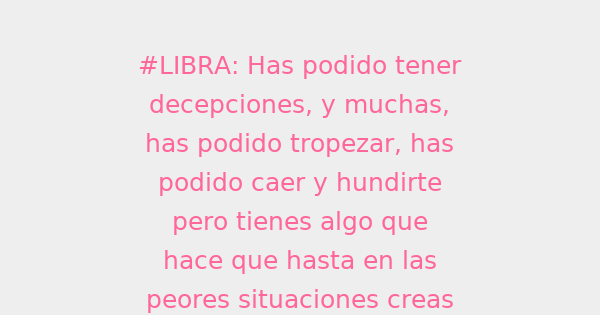 #LIBRA: Has podido tener
decepciones, y muchas,
has podido tropezar, has
podido caer y hundirte
pero tienes algo que
hace que hasta en las
peores situaciones creas